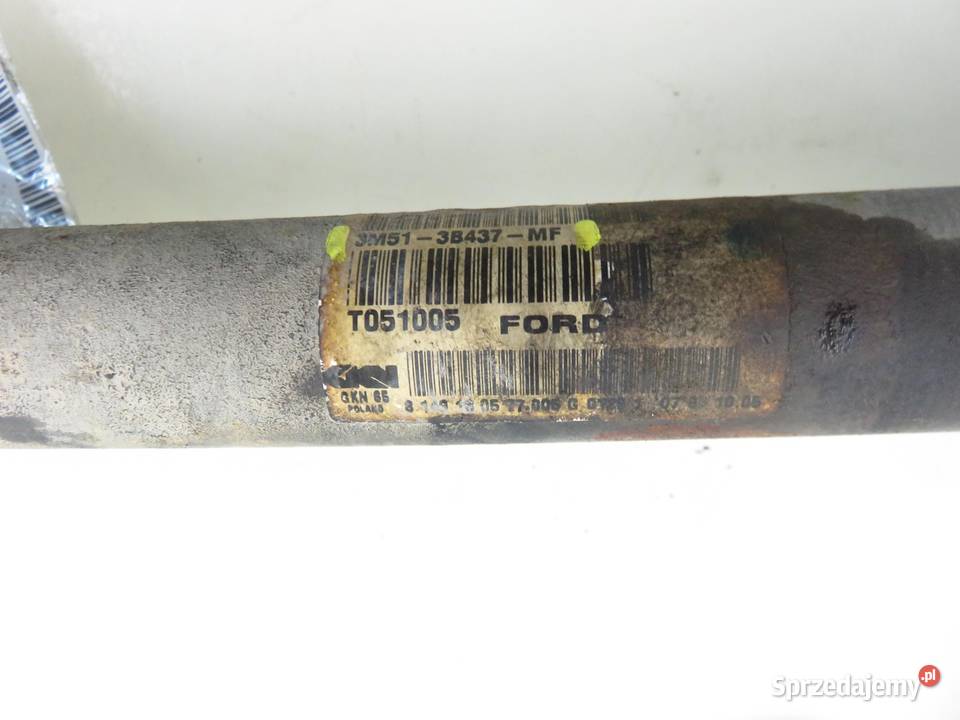 3M51-3B437-MF
T051005 FORD
GKN
GKN 65
POLAND
Sprzedajemy.pl